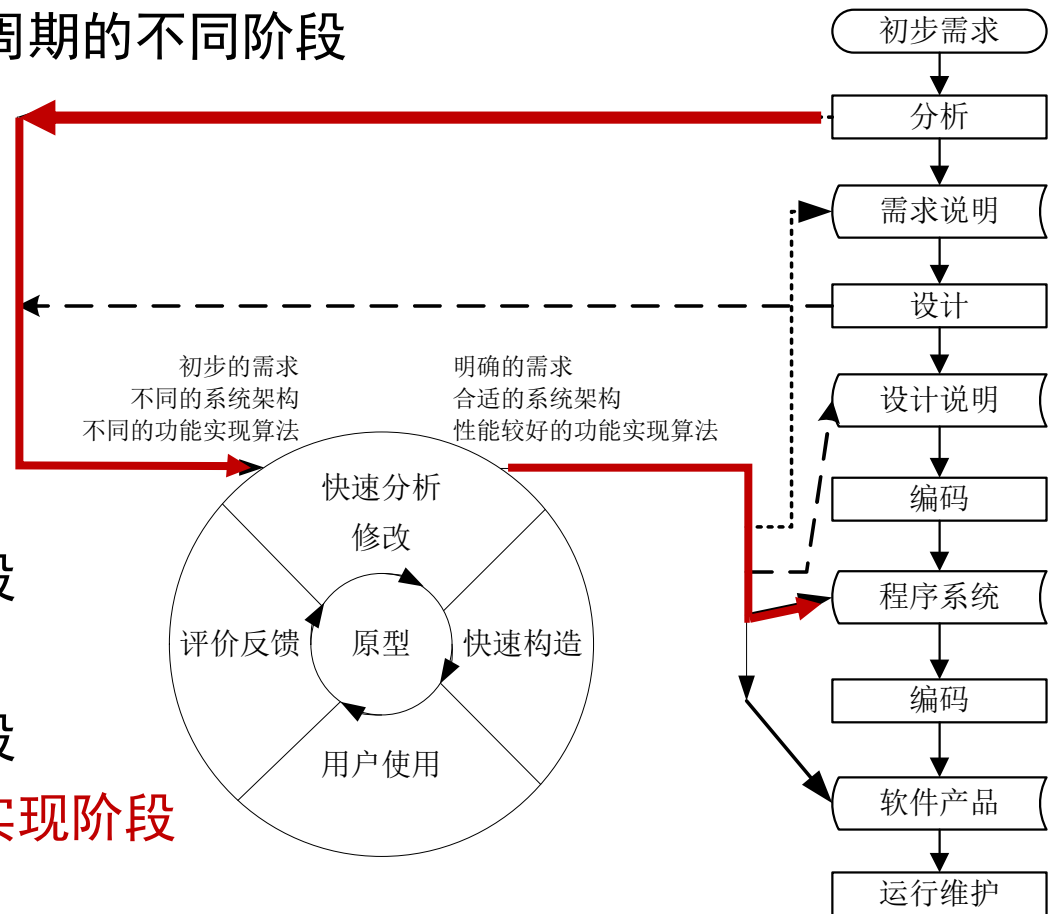 周期的不同阶段
初步需求
分析
需求说明
设计
初步的需求
不同的系统架构
不同的功能实现算法
明确的需求
合适的系统架构
性能较好的功能实现算法
设计说明
快速分析
修改
编码
段
程序系统
评价反馈
原型
快速构造
编码
段
用户使用
软件产品
实现阶段
运行维护